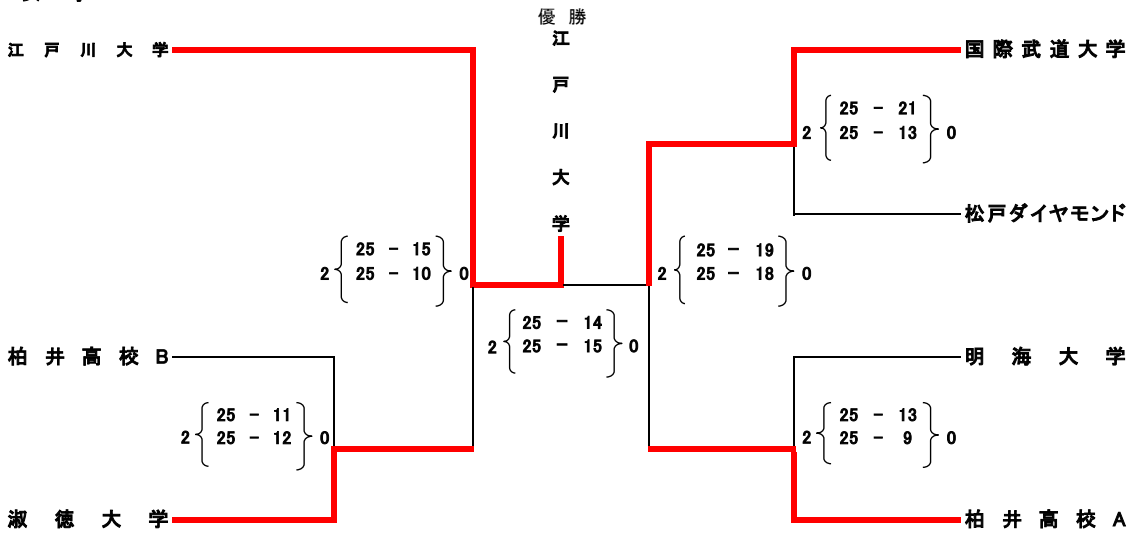 優 勝
江戸川大学
江戸川大学
国際武道大学
25 - 21
2 0
25 - 13
松戸ダイヤモンド
25 - 15
2 0
25 - 10
25 - 19
2 0
25 - 18
25 - 14
2 0
25 - 15
柏井高校B
明海大学
25 - 11
2 0
25 - 12
25 - 13
2 0
25 - 9
淑徳大学
柏井高校A